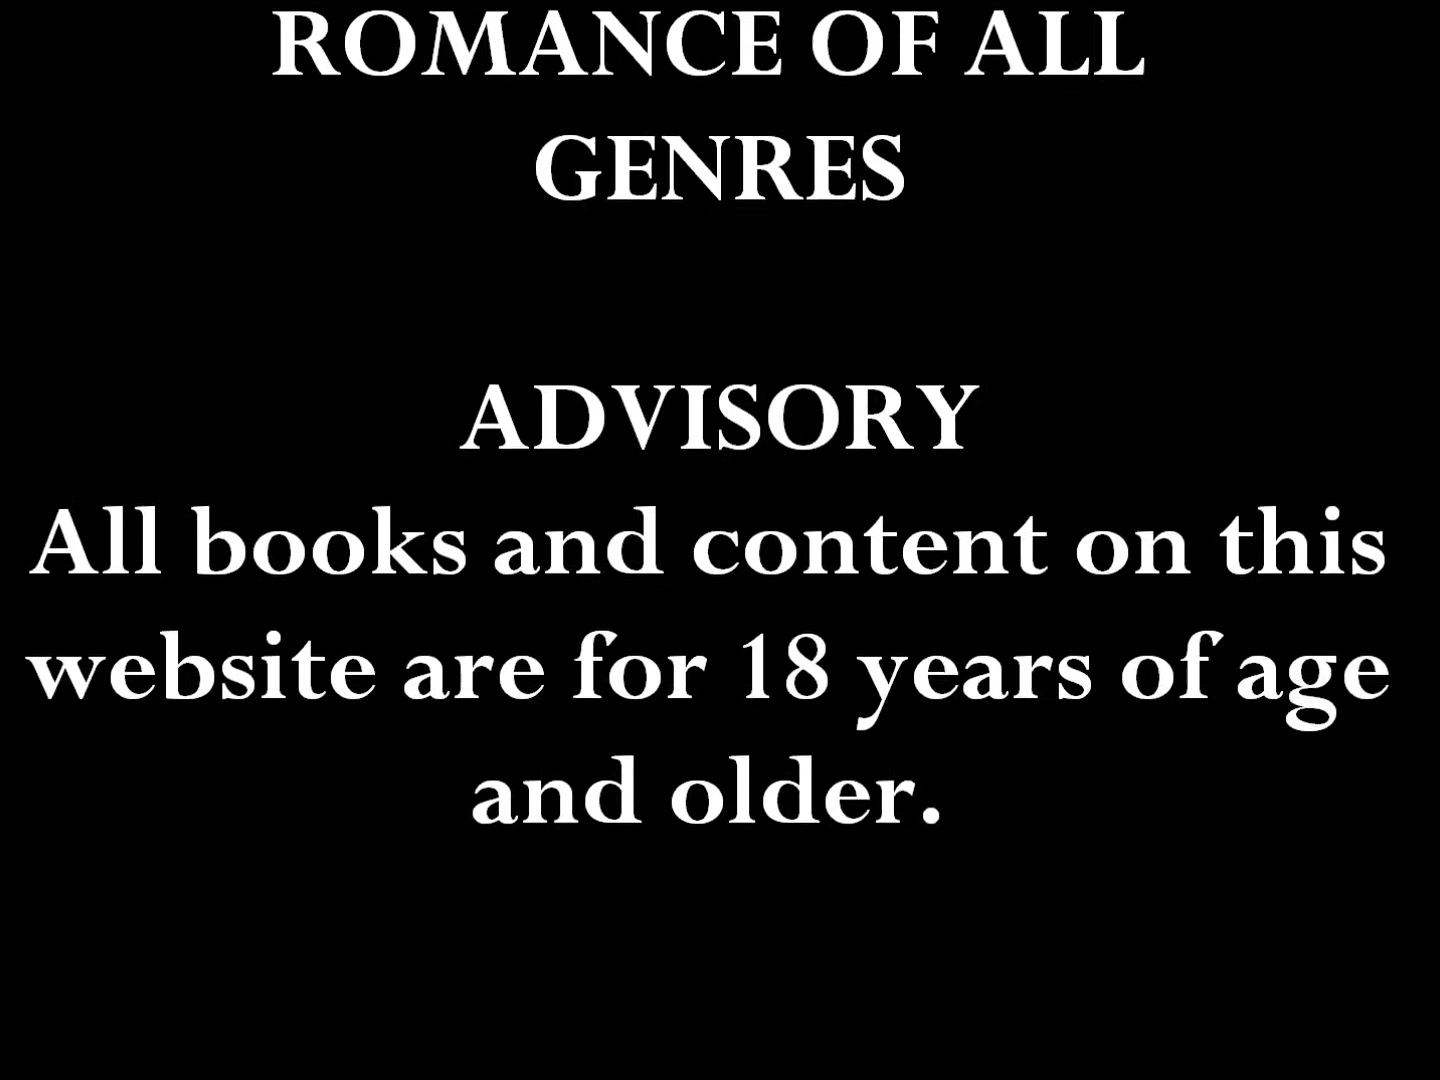 ROMANCE OF ALL
GENRES
ADVISORY
All books and content on this
website are for 18 years of age
and older.